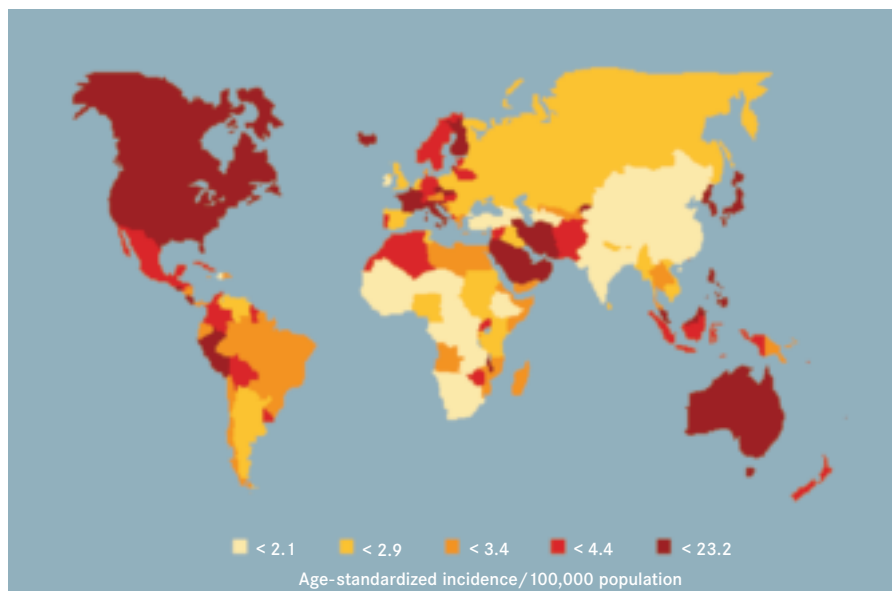 < 2.1 < 2.9 < 3.4 < 4.4 < 23.2
Age-standardized incidence/100,000 population